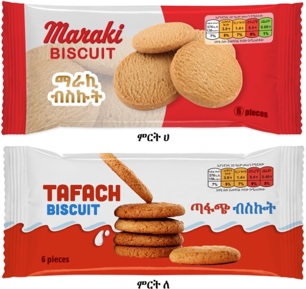 Maraki
BISCUIT
ማራኪ
ብስኩት
8 pieces
ምርት ሀ
TAFACH
BISCUIT
ጣፋጭ ብስኩት
6 pieces
ምርት ለ